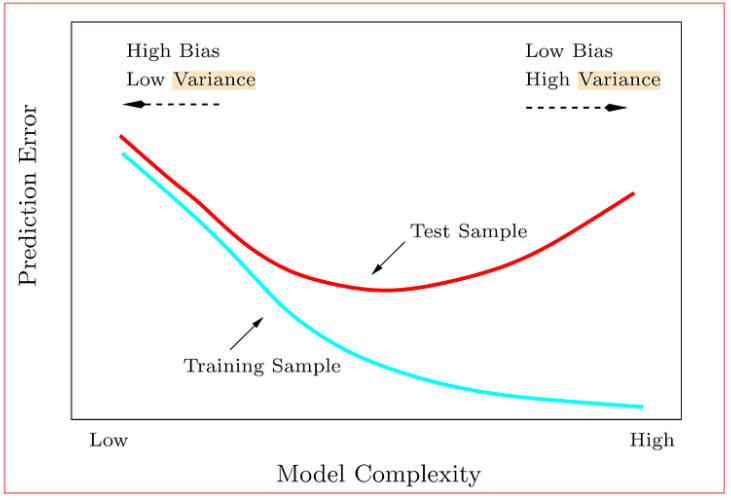 High Bias
Low Variance
Low Bias
High Variance
Prediction Error
Test Sample
Training Sample
Low
High
Model Complexity